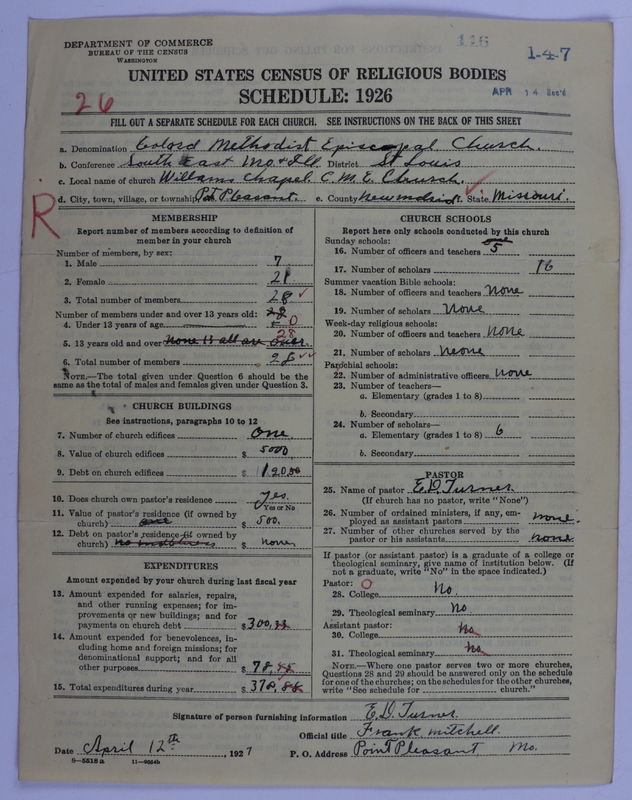 DEPARTMENT OF COMMERCE
BUREAU OF THE CENSUS
WASHINGTON
116
1-4-7
APR 14 Rec'd
UNITED STATES CENSUS OF RELIGIOUS BODIES
SCHEDULE: 1926
26
FILL OUT A SEPARATE SCHEDULE FOR EACH CHURCH. SEE INSTRUCTIONS ON THE BACK OF THIS SHEET
a. Denomination Colord Methodist Episcopal Church.
b. Conference South East Mo & Ill District St Louis
c. Local name of church Williams Chapel C. M. E. Church.
d. City, town, village, or township Pt Pleasant. e. County New madrid State Missouri.
R
MEMBERSHIP
Report number of members according to definition of member in your church
Number of members, by sex:
1. Male 7
2. Female 21
3. Total number of members 28
Number of members under and over 13 years old:
4. Under 13 years of age 0
28
5. 13 years old and over none 13 all are over.
6. Total number of members 28
NOTE.—The total given under Question 6 should be the same as the total of males and females given under Question 3.
CHURCH BUILDINGS
See instructions, paragraphs 10 to 12
7. Number of church edifices One
8. Value of church edifices $ 5000
9. Debt on church edifices $
10. Does church own pastor's residence Yes.
Yes or No
11. Value of pastor's residence (if owned by church) one $ 500.
12. Debt on pastor's residence (if owned by church) $ none
EXPENDITURES
Amount expended by your church during last fiscal year
13. Amount expended for salaries, repairs, and other running expenses; for improvements or new buildings; and for payments on church debt $ 300.
14. Amount expended for benevolences, including home and foreign missions; for denominational support; and for all other purposes $ 78.
15. Total expenditures during year $ 378.
CHURCH SCHOOLS
Report here only schools conducted by this church
Sunday schools:
16. Number of officers and teachers 5
17. Number of scholars 16
Summer vacation Bible schools:
18. Number of officers and teachers None
19. Number of scholars None
Week-day religious schools:
20. Number of officers and teachers None
21. Number of scholars None
Parochial schools:
22. Number of administrative officers None
23. Number of teachers—
a. Elementary (grades 1 to 8)
b. Secondary
24. Number of scholars—
a. Elementary (grades 1 to 8) 6
b. Secondary
PASTOR
25. Name of pastor E. D. Turner.
(If church has no pastor, write "None")
26. Number of ordained ministers, if any, employed as assistant pastors none.
27. Number of other churches served by the pastor or his assistants none
If pastor (or assistant pastor) is a graduate of a college or theological seminary, give name of institution below. (If not a graduate, write "No" in the space indicated.)
Pastor: O
28. College No.
29. Theological seminary No
Assistant pastor:
30. College No
31. Theological seminary No
NOTE.—Where one pastor serves two or more churches, Questions 28 and 29 should be answered only on the schedule for one of the churches; on the schedules for the other churches, write "See schedule for church."
Signature of person furnishing information E. D. Turner.
Official title Frank mitchell.
Date April 12th, 1927 P. O. Address Point Pleasant, Mo.
8—5518 a 11—9554b